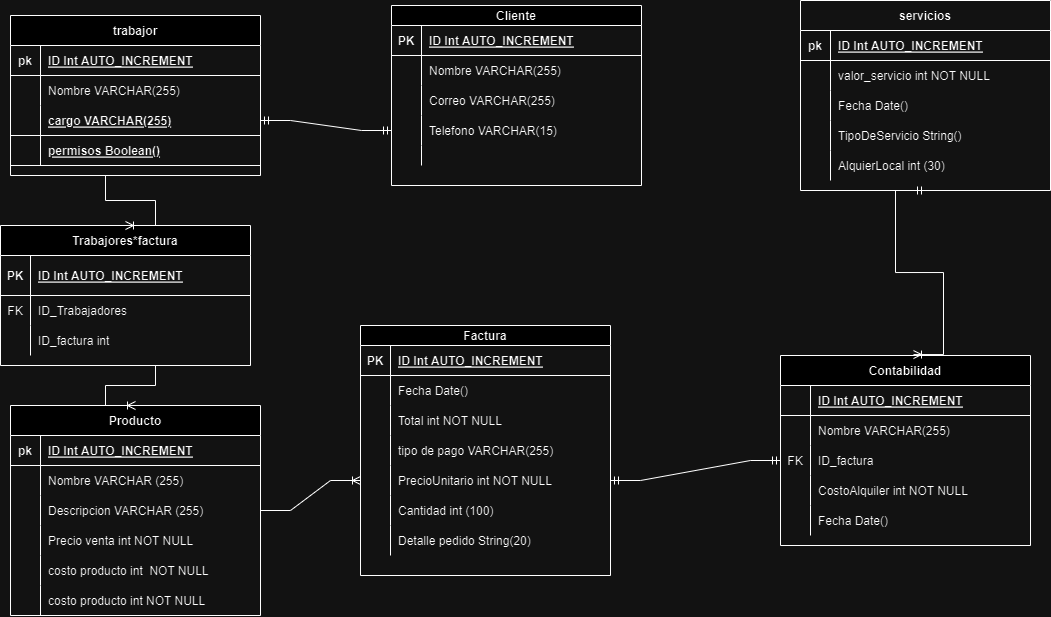 trabajor
pk ID Int AUTO_INCREMENT
Nombre VARCHAR(255)
cargo VARCHAR(255)
permisos Boolean()
Cliente
PK ID Int AUTO_INCREMENT
Nombre VARCHAR(255)
Correo VARCHAR(255)
Telefono VARCHAR(15)
servicios
pk ID Int AUTO_INCREMENT
valor_servicio int NOT NULL
Fecha Date()
TipoDeServicio String()
AlquierLocal int (30)
Trabajores*factura
PK ID Int AUTO_INCREMENT
FK ID_Trabajadores
ID_factura int
Factura
PK ID Int AUTO_INCREMENT
Fecha Date()
Total int NOT NULL
tipo de pago VARCHAR(255)
PrecioUnitario int NOT NULL
Cantidad int (100)
Detalle pedido String(20)
Contabilidad
ID Int AUTO_INCREMENT
Nombre VARCHAR(255)
FK ID_factura
CostoAlquiler int NOT NULL
Fecha Date()
Producto
pk ID Int AUTO_INCREMENT
Nombre VARCHAR (255)
Descripcion VARCHAR (255)
Precio venta int NOT NULL
costo producto int  NOT NULL
costo producto int NOT NULL